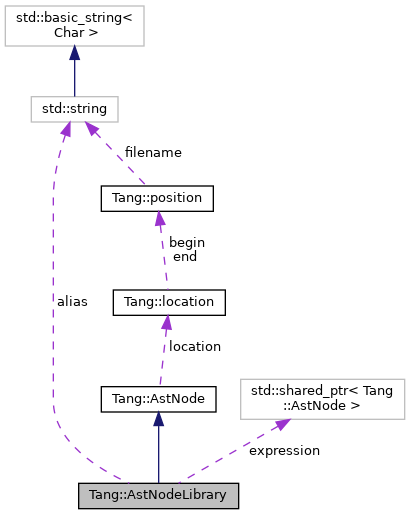 std::basic_string<
Char >
std::string
filename
Tang::position
begin
end
alias
Tang::location
location
Tang::AstNode
std::shared_ptr< Tang
::AstNode >
expression
Tang::AstNodeLibrary